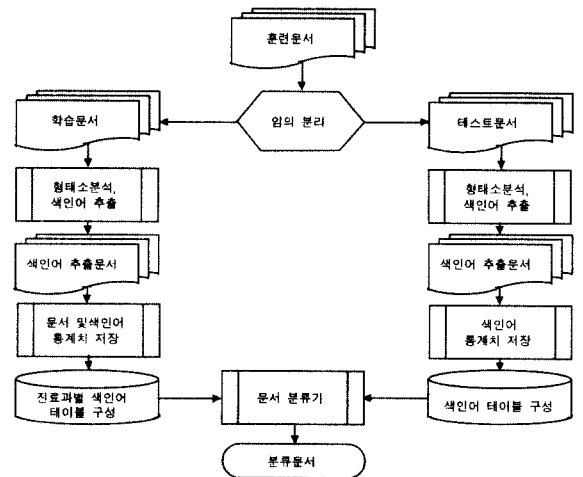 훈련문서
임의 분리
학습문서
테스트문서
형태소분석,
색인어 추출
형태소분석,
색인어 추출
색인어 추출문서
색인어 추출문서
문서 및색인어
통계치 저장
색인어
통계치 저장
진료과별 색인어
테이블 구성
문서 분류기
색인어 테이블 구성
분류문서